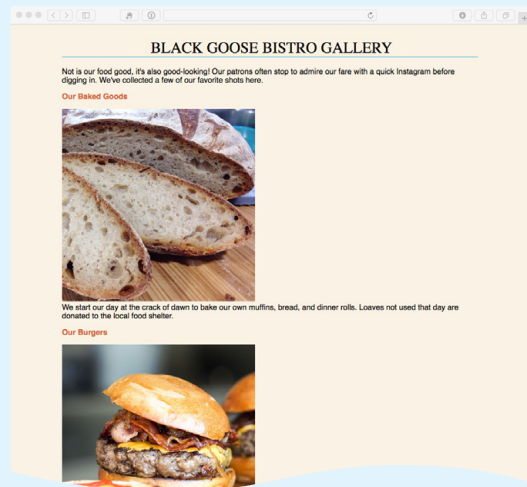 BLACK GOOSE BISTRO GALLERY
Not is our food good, it's also good-looking! Our patrons often stop to admire our fare with a quick Instagram before
digging in. We've collected a few of our favorite shots here.
Our Baked Goods
We start our day at the crack of dawn to bake our own muffins, bread, and dinner rolls. Loaves not used that day are
donated to the local food shelter.
Our Burgers